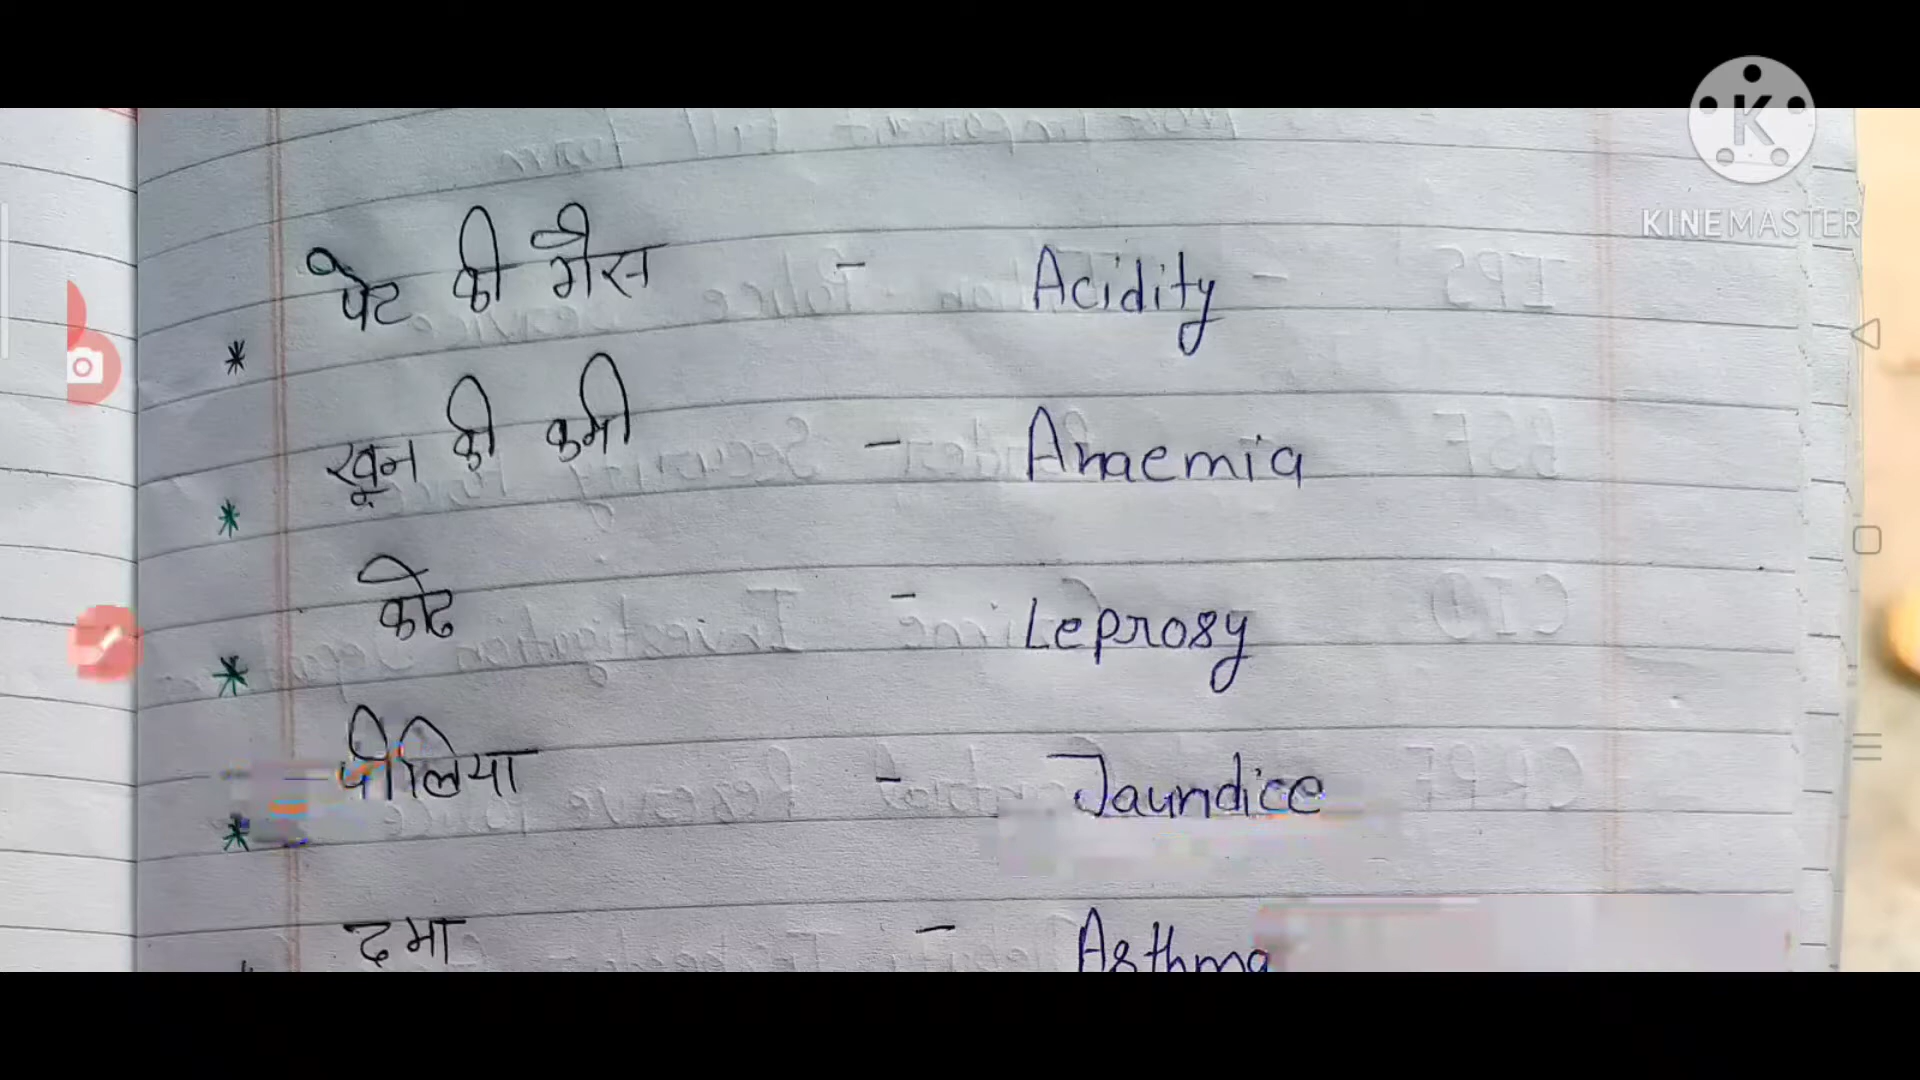 K
KINEMASTER
पेट की गैस - Acidity
* खून की कमी - Anaemia
* कोढ - Leprosy
* पीलिया - Jaundice
* दमा - Asthma